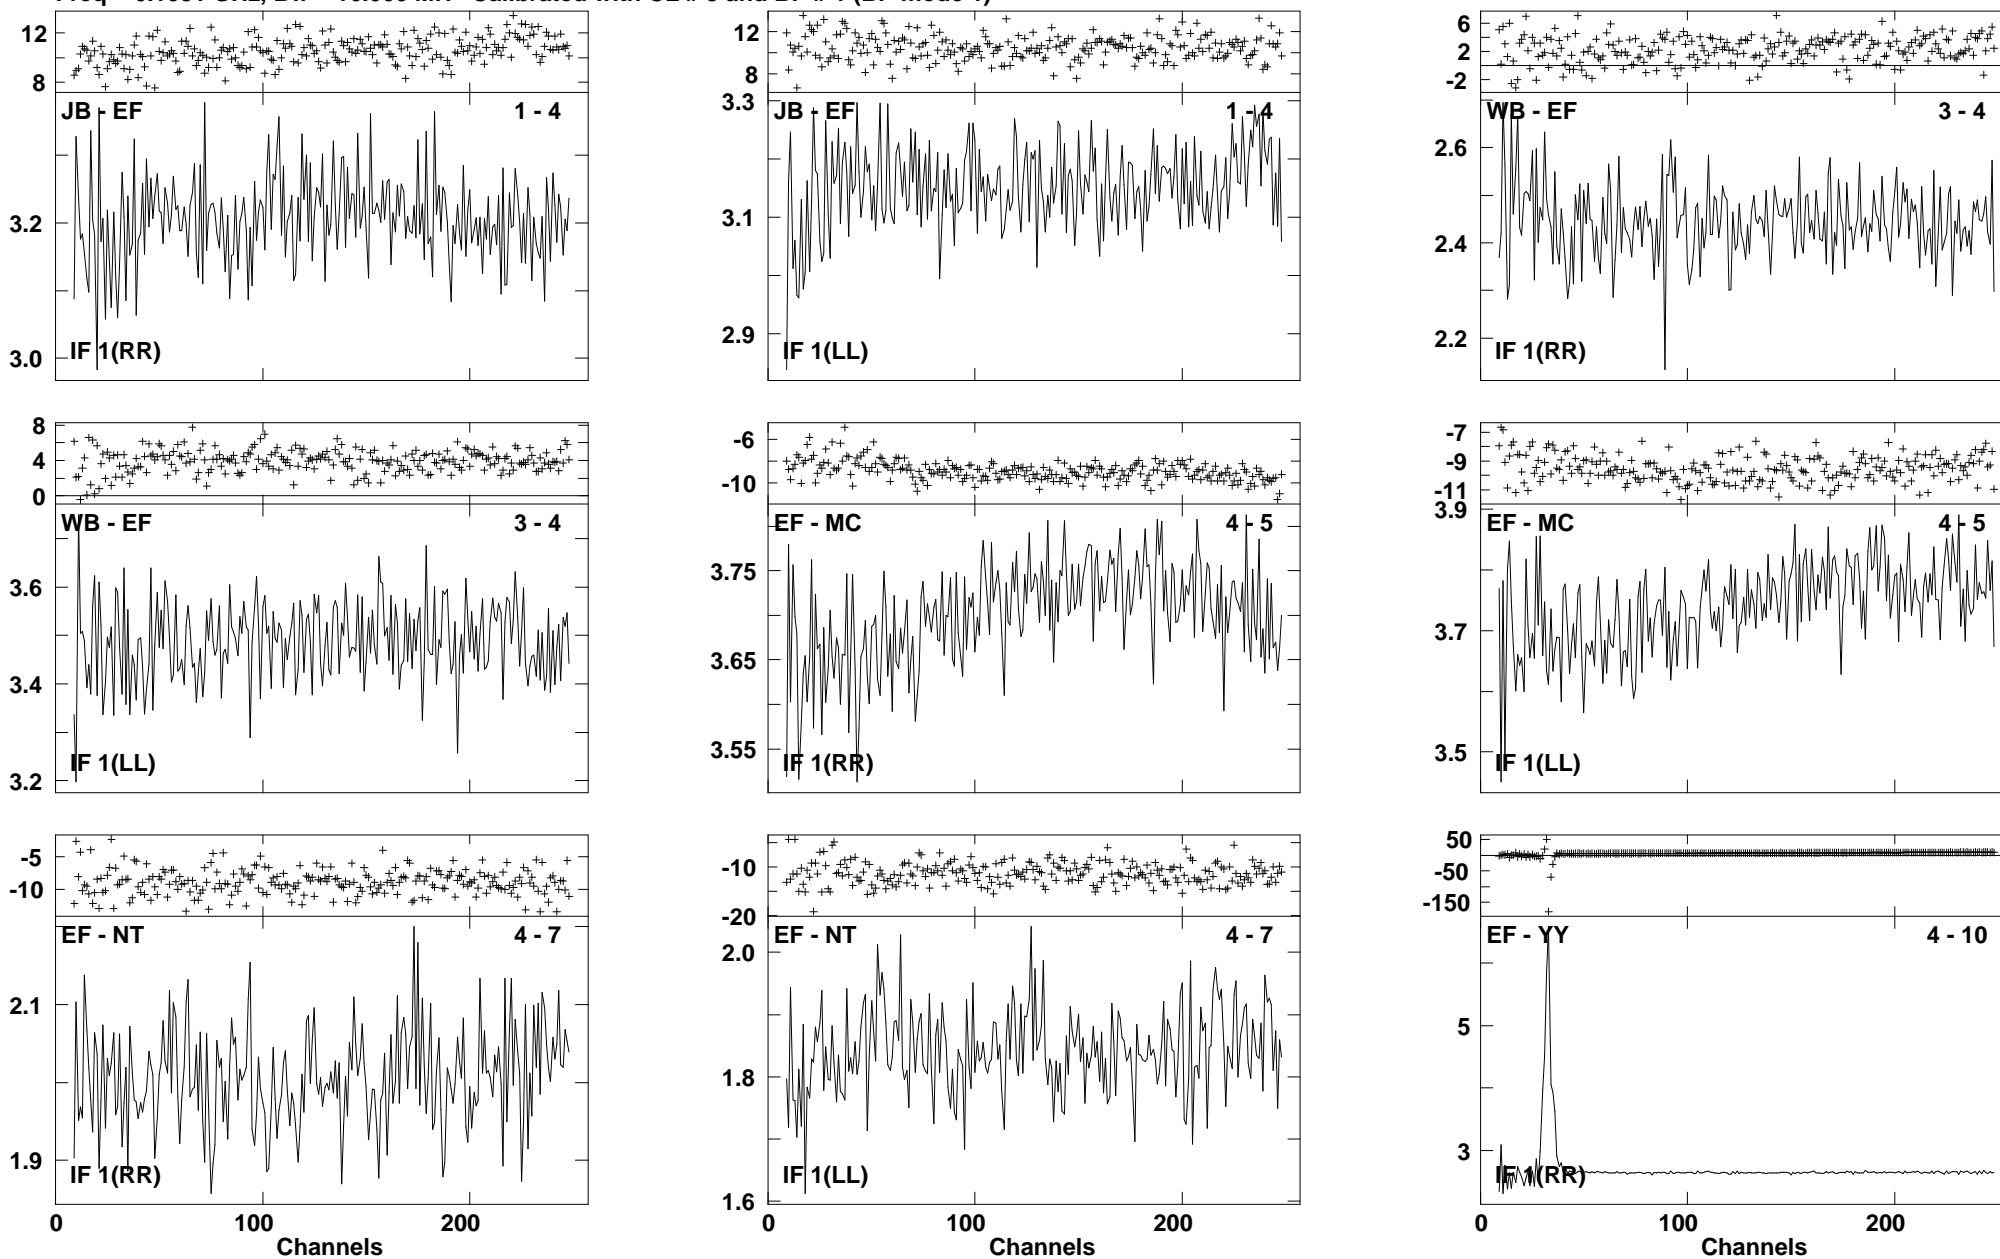 12
8
JB - EF
1 - 4
3.2
3.0
IF 1(RR)
12
8
3.3
JB - EF
1 - 4
3.1
2.9
IF 1(LL)
6
2
-2
WB - EF
3 - 4
2.6
2.4
2.2
IF 1(RR)
8
4
0
WB - EF
3 - 4
3.6
3.4
3.2
IF 1(LL)
-6
-10
EF - MC
4 - 5
3.75
3.65
3.55
IF 1(RR)
-7
-9
-11
3.9
EF - MC
4 - 5
3.7
3.5
IF 1(LL)
-5
-10
EF - NT
4 - 7
2.1
1.9
IF 1(RR)
0
100
200
Channels
-10
-20
EF - NT
4 - 7
2.0
1.8
1.6
IF 1(LL)
0
100
200
Channels
50
-50
-150
EF - YY
4 - 10
5
3
IF 1(RR)
0
100
200
Channels